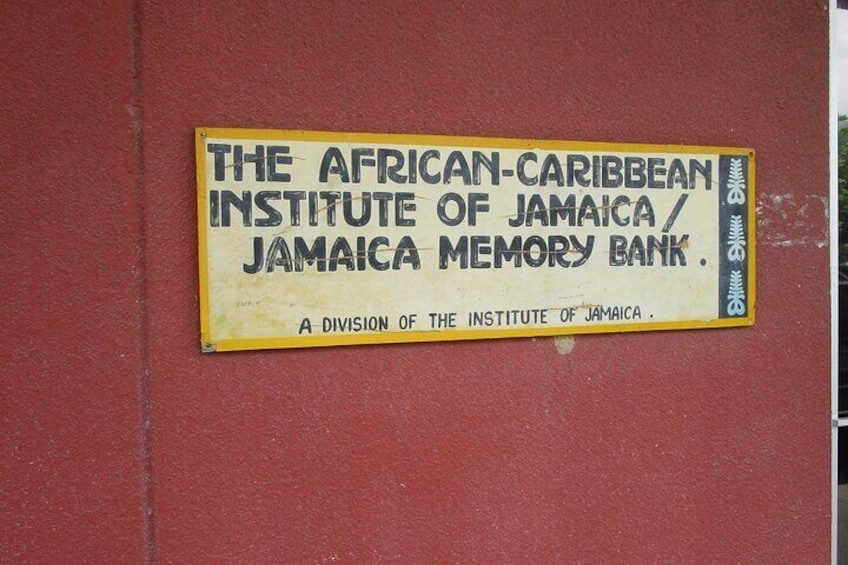 THE AFRICAN-CARIBBEAN
INSTITUTE OF JAMAICA/
JAMAICA MEMORY BANK.
A DIVISION OF THE INSTITUTE OF JAMAICA.